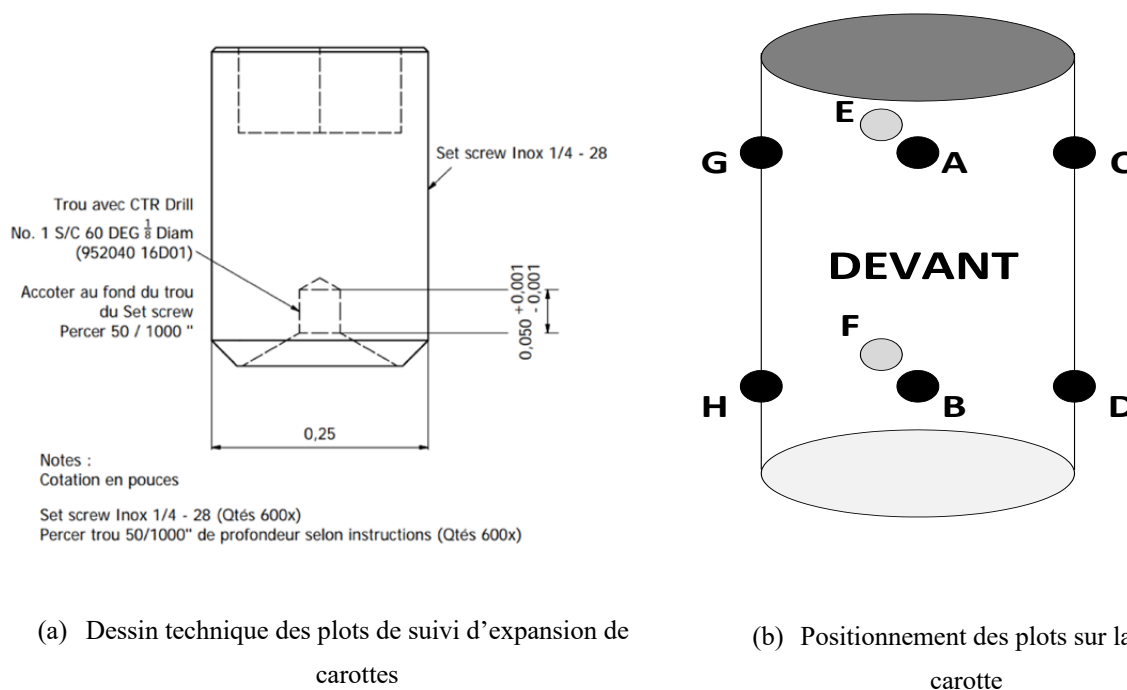 Set screw Inox 1/4 - 28
Trou avec CTR Drill
No. 1 S/C 60 DEG 1/8 Diam
(952040 16D01)
Accoter au fond du trou
du Set screw
Percer 50 / 1000 "
0,050 +0,001
- 0,001
0,25
Notes :
Cotation en pouces
Set screw Inox 1/4 - 28 (Qtés 600x)
Percer trou 50/1000" de profondeur selon instructions (Qtés 600x)
(a) Dessin technique des plots de suivi d'expansion de
carottes
E
G
A
C
DEVANT
F
H
B
D
(b) Positionnement des plots sur la
carotte